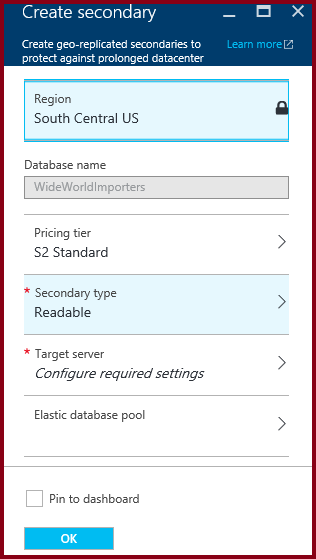 Create secondary
Create geo-replicated secondaries to
protect against prolonged datacenter
Learn more
Region
South Central US
Database name
WideWorldImporters
Pricing tier
S2 Standard
* Secondary type
Readable
* Target server
Configure required settings
Elastic database pool
Pin to dashboard
OK